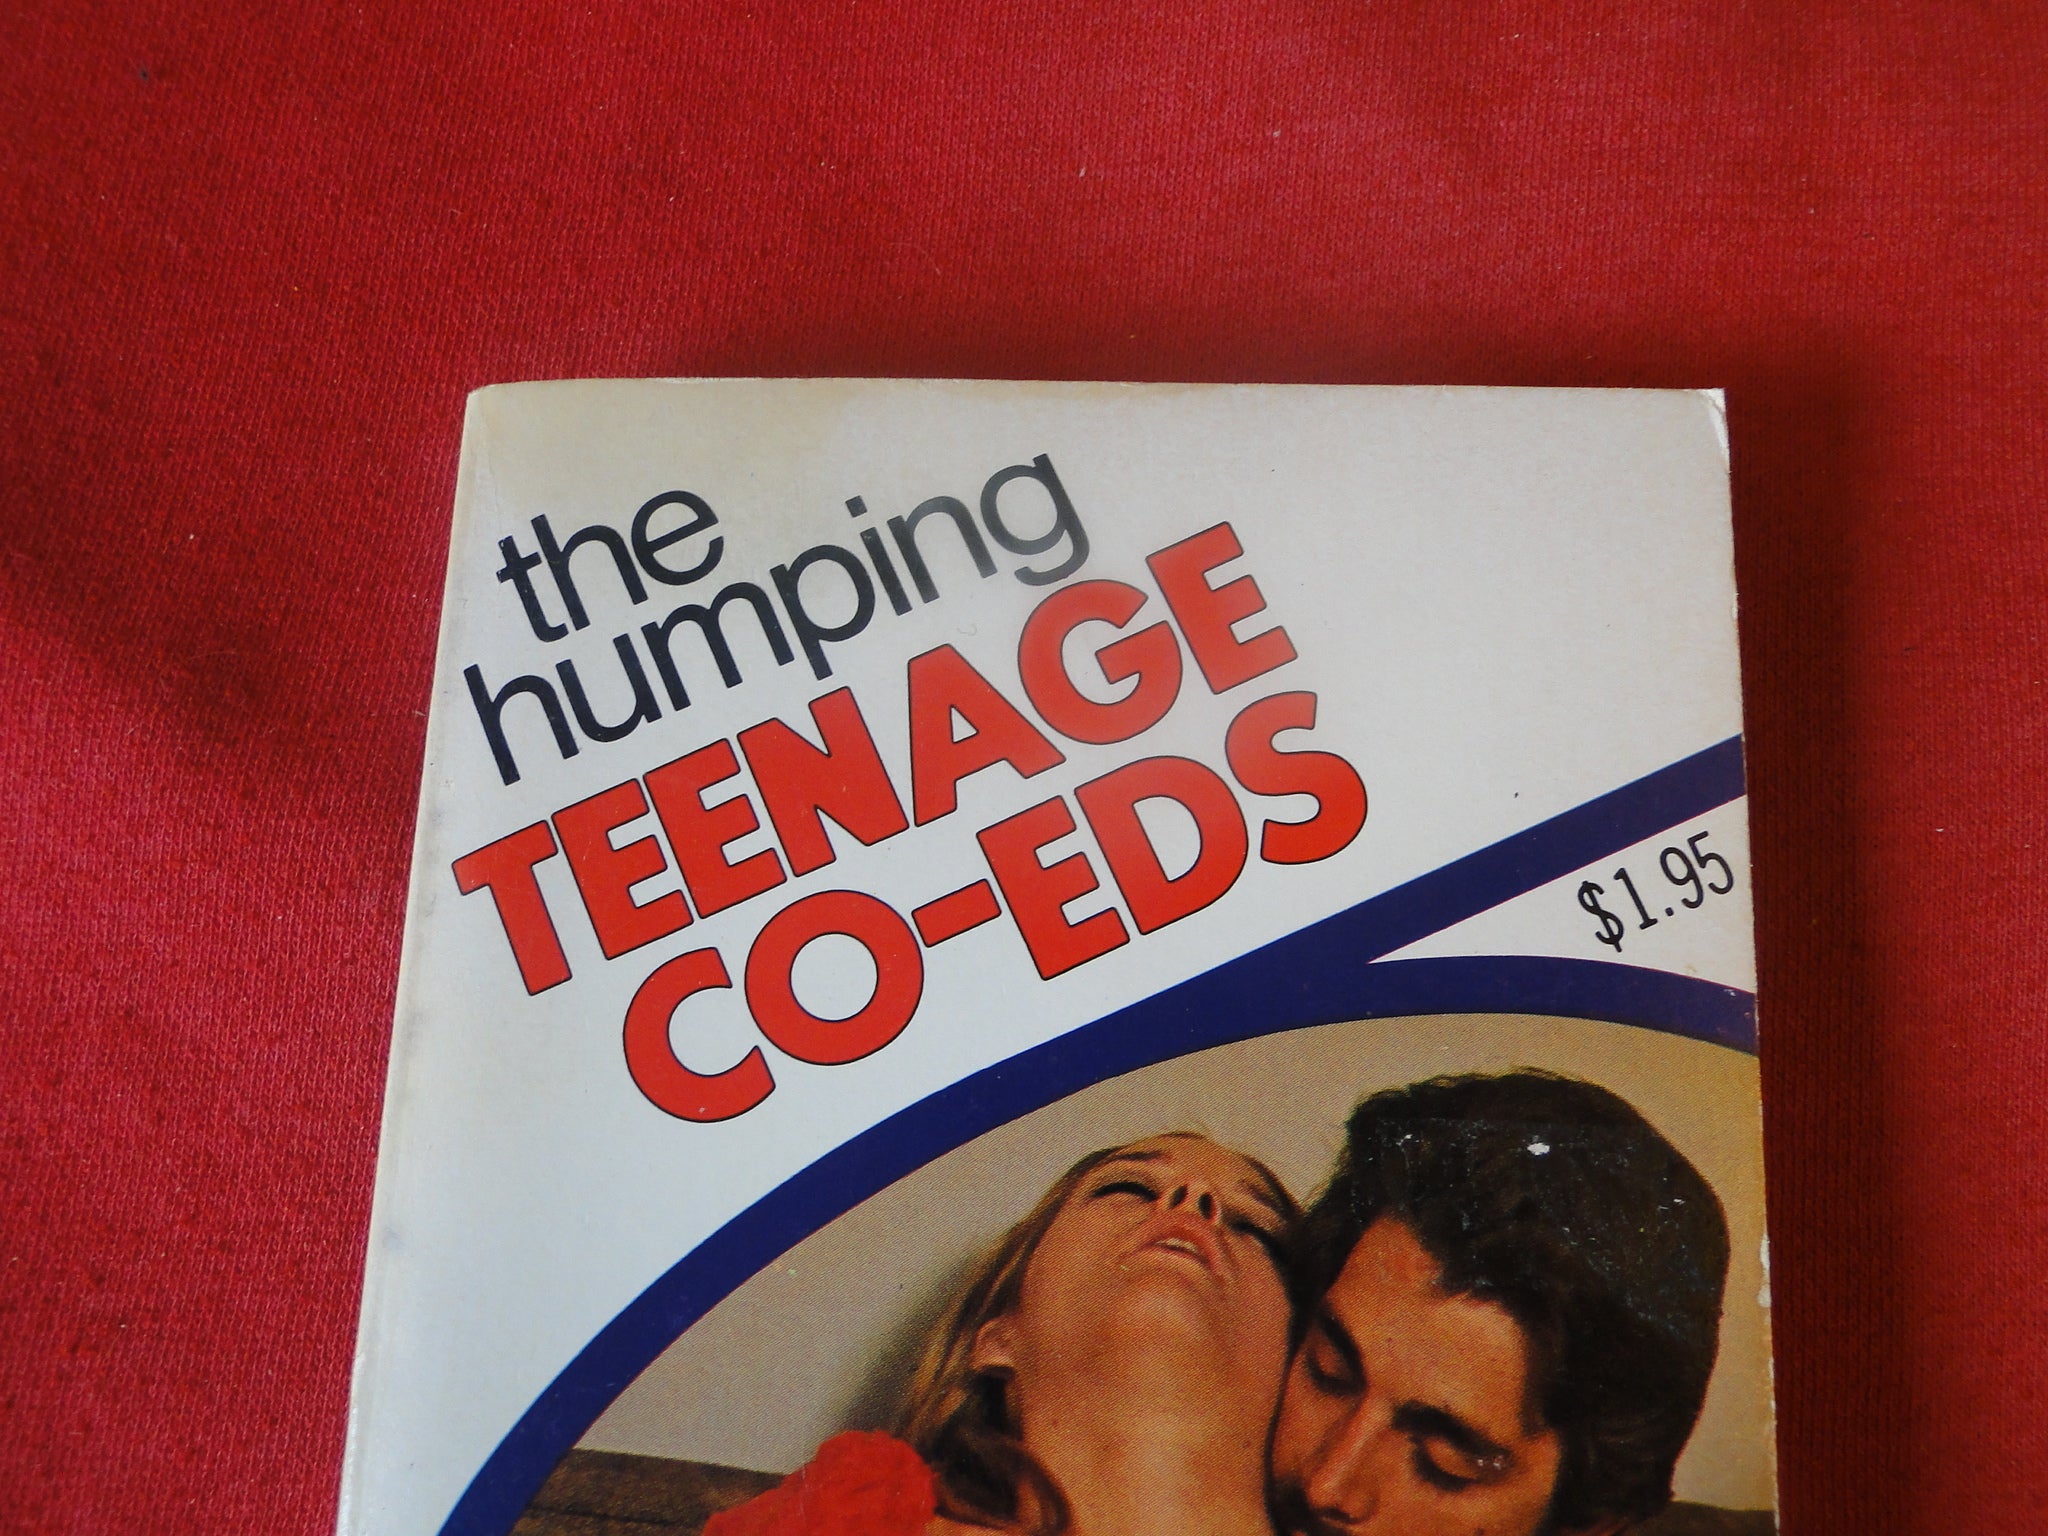 the
humping
TEENAGE
CO-EDS
$1.95